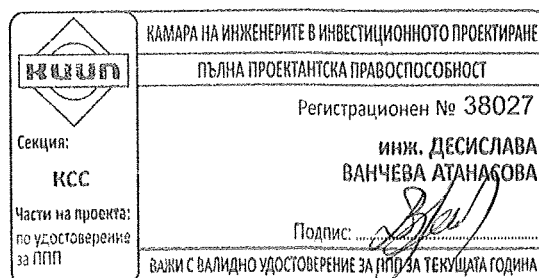 КИИП
Секция:
КСС
Части на проекта:
по удостоверение
за ППП
КАМАРА НА ИНЖЕНЕРИТЕ В ИНВЕСТИЦИОННОТО ПРОЕКТИРАНЕ
ПЪЛНА ПРОЕКТАНТСКА ПРАВОСПОСОБНОСТ
Регистрационен № 38027
инж. ДЕСИСЛАВА
ВАНЧЕВА АТАНАСОВА
Подпис:
ВАЖИ С ВАЛИДНО УДОСТОВЕРЕНИЕ ЗА ППП ЗА ТЕКУЩАТА ГОДИНА